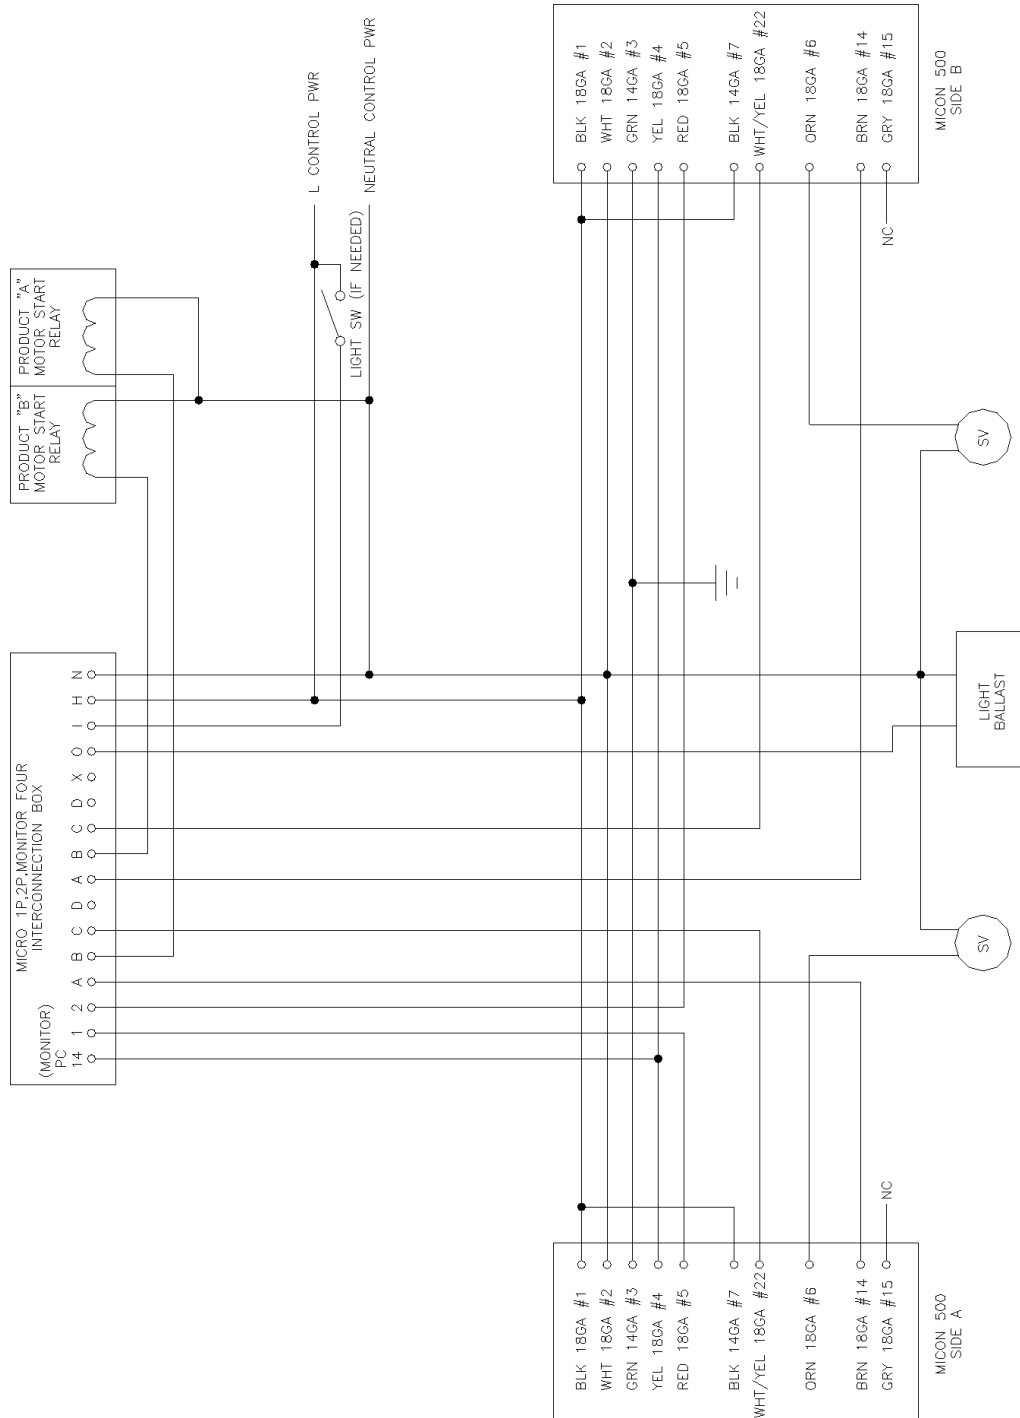 PRODUCT "B"
MOTOR START
RELAY
PRODUCT "A"
MOTOR START
RELAY
L CONTROL PWR
NEUTRAL CONTROL PWR
LIGHT SW (IF NEEDED)
MICRO 1P,2P,MONITOR FOUR
INTERCONNECTION BOX
(MONITOR)
PC
14 1 2 A B C D A B C D X O I H N
BLK 18GA #1
WHT 18GA #2
GRN 14GA #3
YEL 18GA #4
RED 18GA #5
BLK 14GA #7
WHT/YEL 18GA #22
ORN 18GA #6
BRN 18GA #14
GRY 18GA #15
NC
MICON 500
SIDE B
SV
LIGHT
BALLAST
SV
BLK 18GA #1
WHT 18GA #2
GRN 14GA #3
YEL 18GA #4
RED 18GA #5
BLK 14GA #7
WHT/YEL 18GA #22
ORN 18GA #6
BRN 18GA #14
GRY 18GA #15
NC
MICON 500
SIDE A